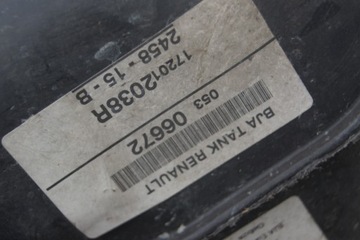 BJA TANK RENAULT
053 06672
172012038R
2458 - 15 - B